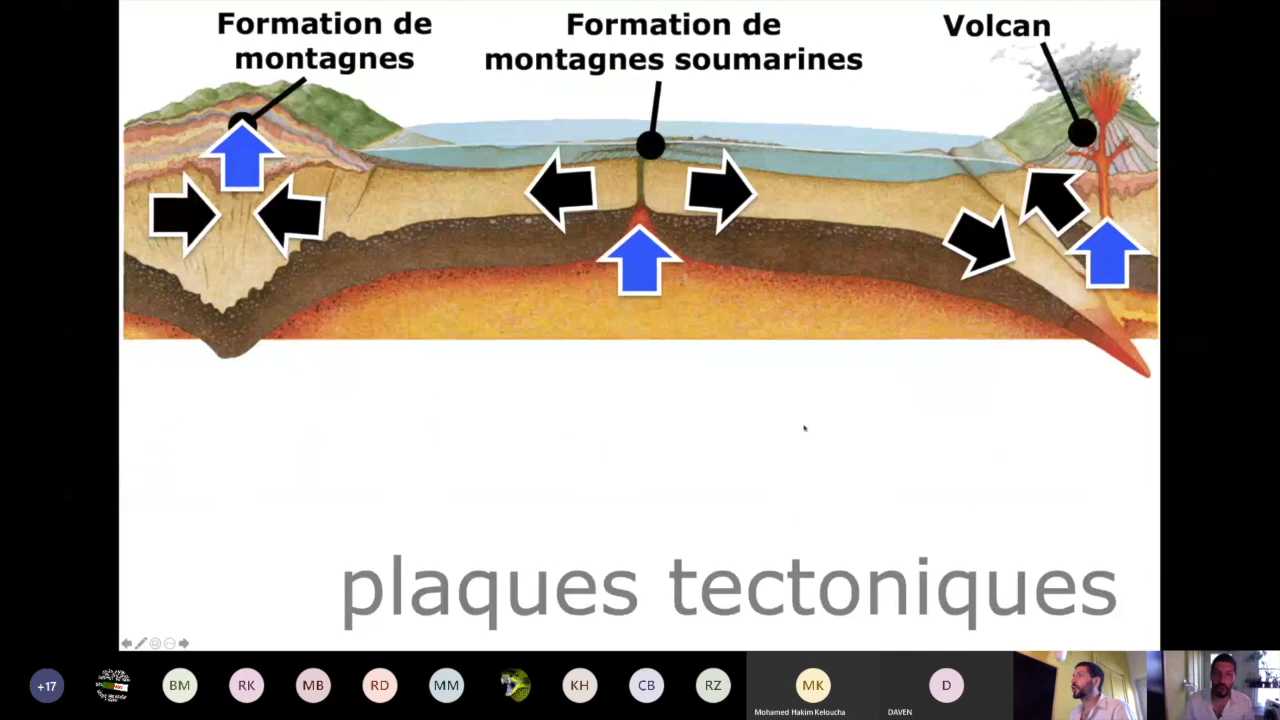 Formation de
montagnes
Formation de
montagnes soumarines
Volcan
plaques tectoniques
+17
BM
RK
MB
RD
MM
KH
CB
RZ
MK
Mohamed Hakim Keloucha
D
DAVEN